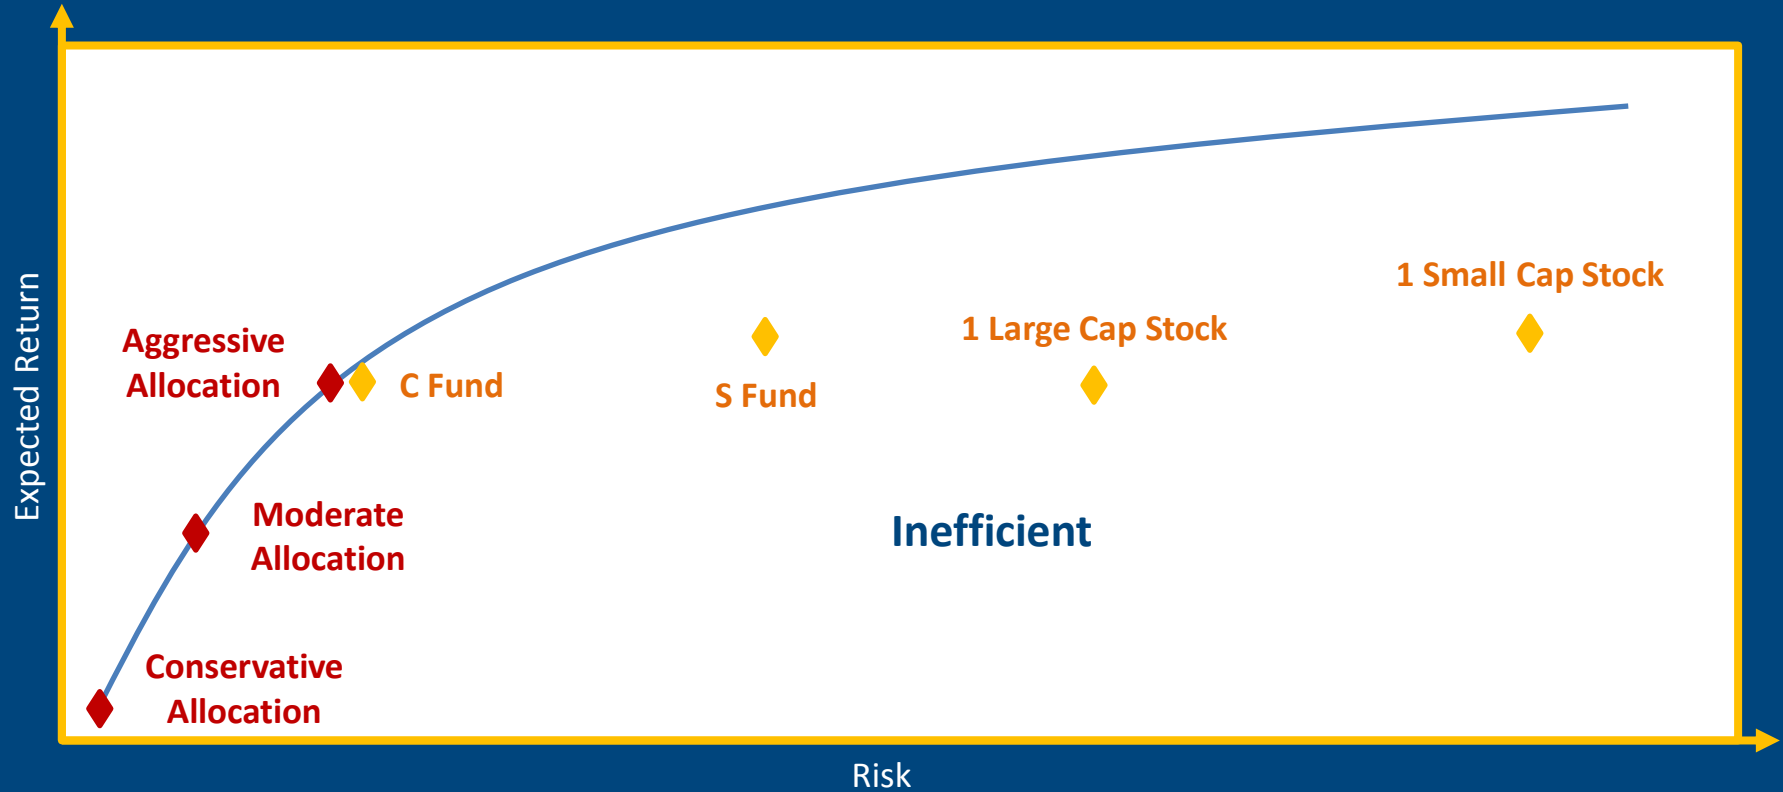 Expected Return
1 Small Cap Stock
1 Large Cap Stock
Aggressive
Allocation
C Fund
S Fund
Moderate
Allocation
Inefficient
Conservative
Allocation
Risk